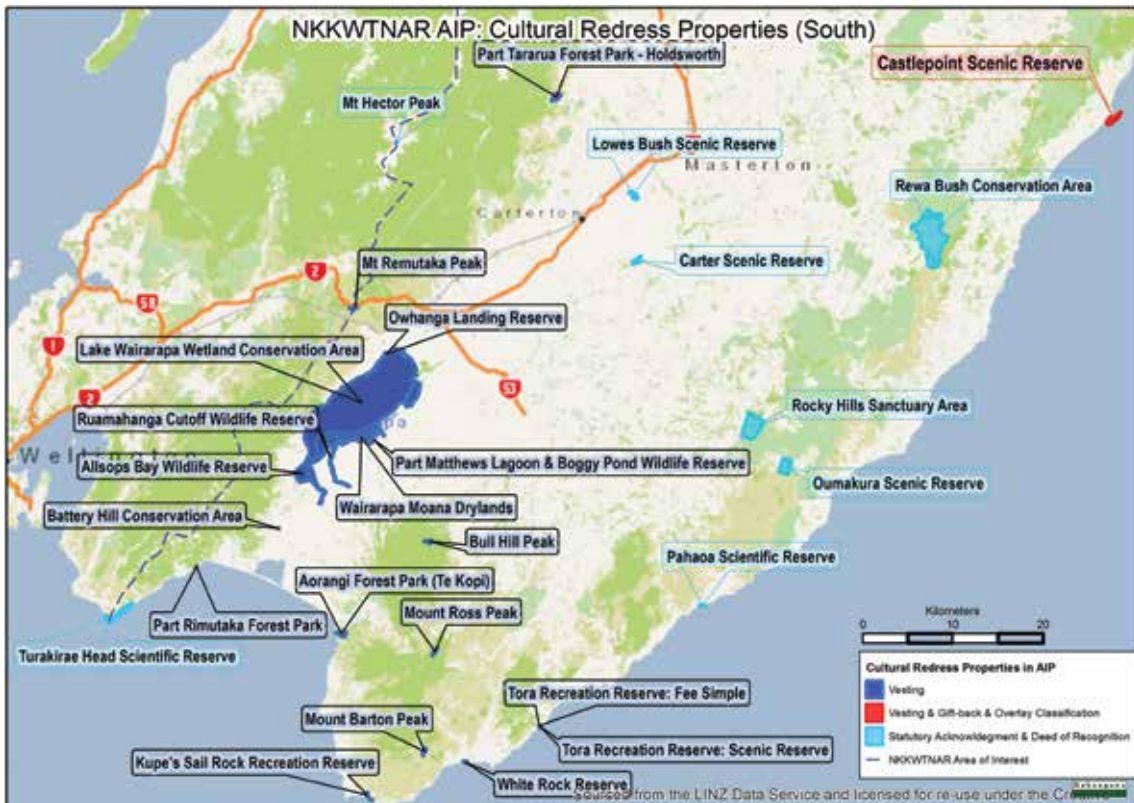 NKKWTNAR AIP: Cultural Redress Properties (South)
Part Tararua Forest Park - Holdsworth
Castlepoint Scenic Reserve
Mt Hector Peak
Lowes Bush Scenic Reserve
Masterton
Rewa Bush Conservation Area
Carterton
Carter Scenic Reserve
Mt Remutaka Peak
2
58
Owhanga Landing Reserve
1
Lake Wairarapa Wetland Conservation Area
2
53
Ruamahanga Cutoff Wildlife Reserve
Rocky Hills Sanctuary Area
Wellington
Allsops Bay Wildlife Reserve
Part Matthews Lagoon & Boggy Pond Wildlife Reserve
Oumakura Scenic Reserve
Wairarapa Moana Drylands
Battery Hill Conservation Area
Bull Hill Peak
Pahaoa Scientific Reserve
Aorangi Forest Park (Te Kopi)
Mount Ross Peak
Part Rimutaka Forest Park
Turakirae Head Scientific Reserve
Kilometers
0 10 20
Tora Recreation Reserve: Fee Simple
Mount Barton Peak
Tora Recreation Reserve: Scenic Reserve
Kupe's Sail Rock Recreation Reserve
White Rock Reserve
Cultural Redress Properties in AIP
Vesting
Vesting & Gift-back & Overlay Classification
Statutory Acknowledgment & Deed of Recognition
NKKWTNAR Area of Interest
Sourced from the LINZ Data Service and licensed for re-use under the